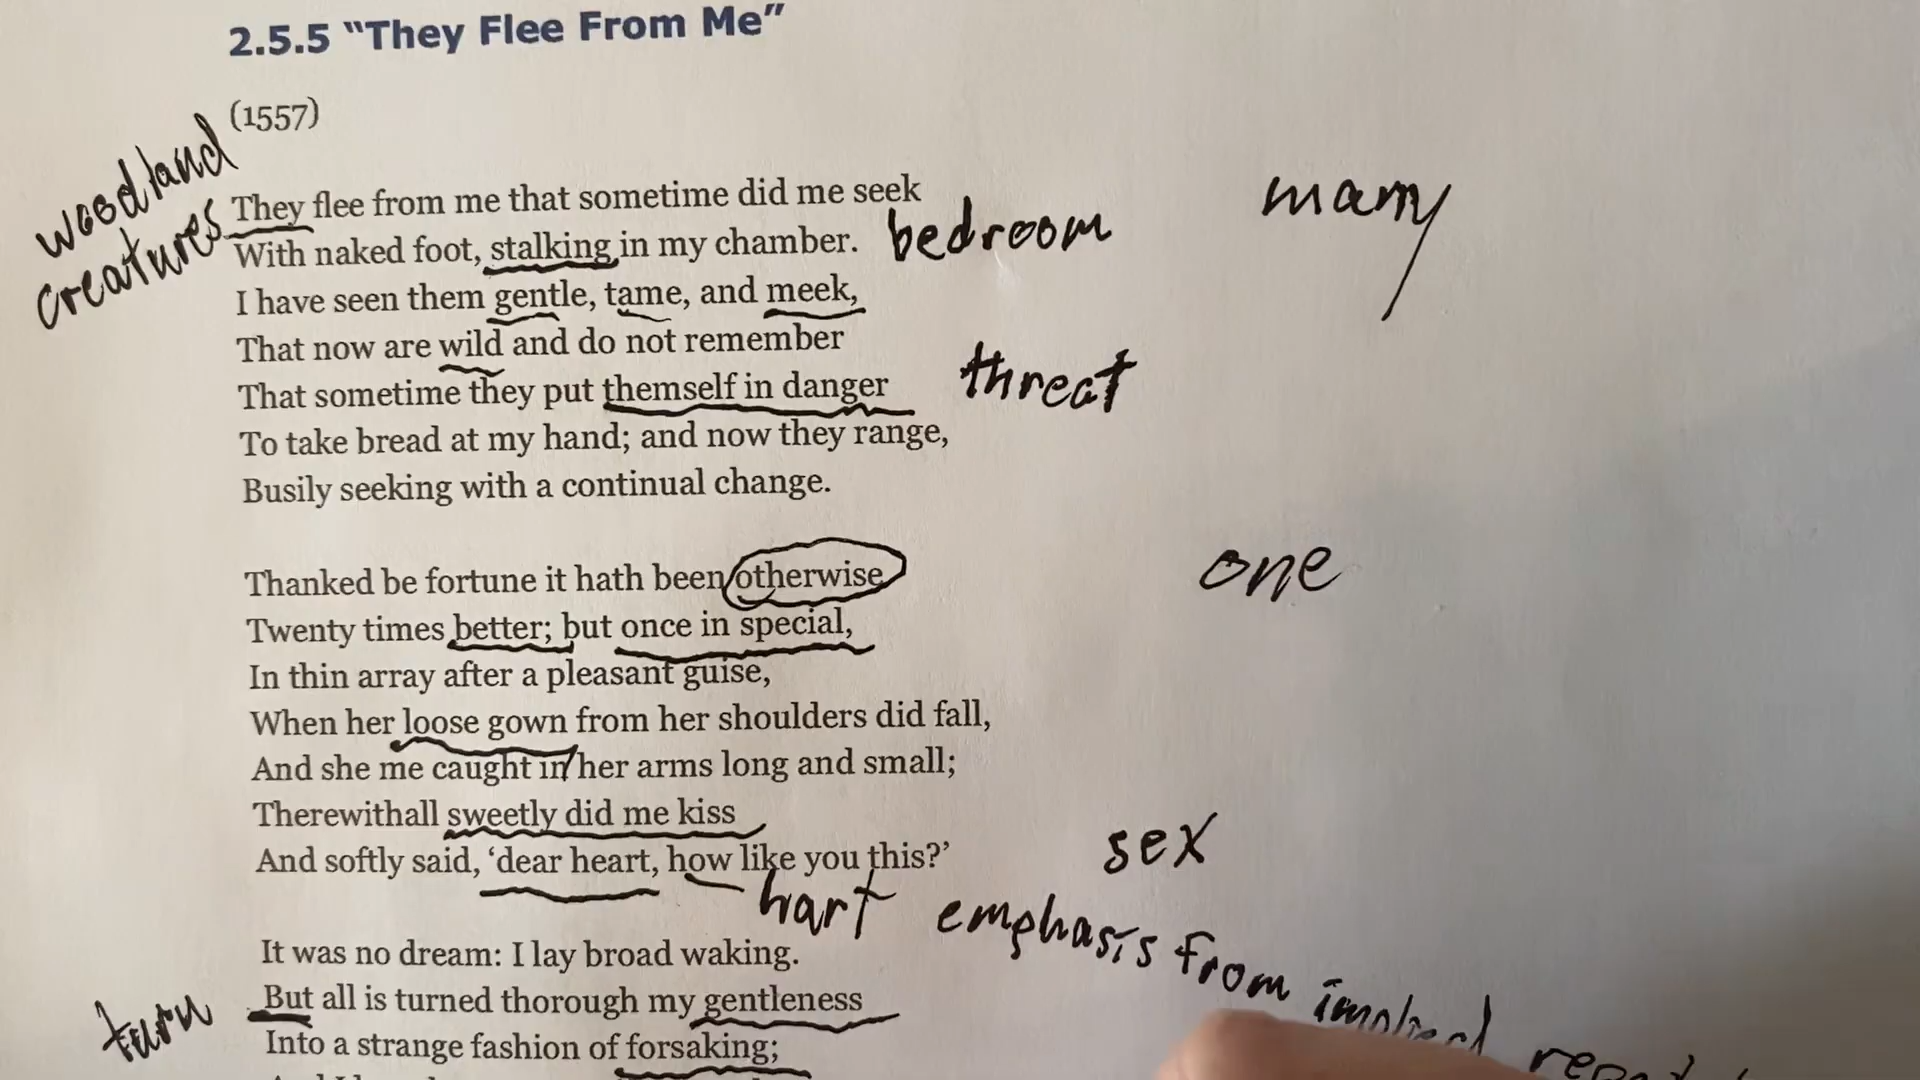 2.5.5 “They Flee From Me”
(1557)
woodland
creatures
They flee from me that sometime did me seek
many
With naked foot, stalking in my chamber.
bedroom
I have seen them gentle, tame, and meek,
That now are wild and do not remember
threat
That sometime they put themself in danger
To take bread at my hand; and now they range,
Busily seeking with a continual change.
Thanked be fortune it hath been otherwise
one
Twenty times better; but once in special,
In thin array after a pleasant guise,
When her loose gown from her shoulders did fall,
And she me caught in her arms long and small;
Therewithall sweetly did me kiss
sex
And softly said, ‘dear heart, how like you this?’
hart emphasis from implied
It was no dream: I lay broad waking.
turn
But all is turned thorough my gentleness
Into a strange fashion of forsaking;